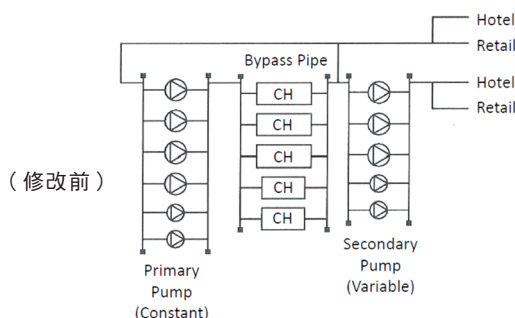 Hotel
Retail
Bypass Pipe
Hotel
Retail
CH
CH
CH
CH
CH
(修改前)
Primary
Pump
(Constant)
Secondary
Pump
(Variable)